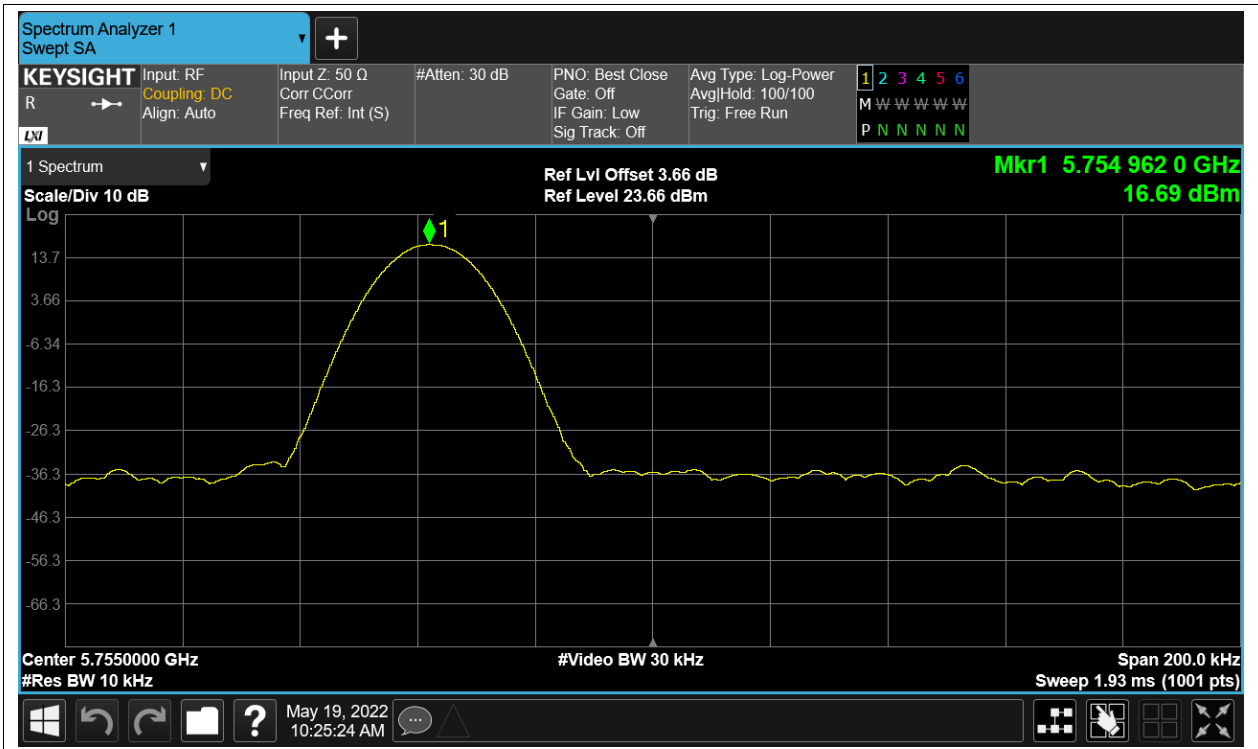 Spectrum Analyzer 1
Swept SA
KEYSIGHT
R
LXI
Input: RF
Coupling: DC
Align: Auto
Input Z: 50 Ω
Corr CCorr
Freq Ref: Int (S)
#Atten: 30 dB
PNO: Best Close
Gate: Off
IF Gain: Low
Sig Track: Off
Avg Type: Log-Power
Avg|Hold: 100/100
Trig: Free Run
1 2 3 4 5 6
M W W W W W
P N N N N N
1 Spectrum
Scale/Div 10 dB
Log
Ref Lvl Offset 3.66 dB
Ref Level 23.66 dBm
Mkr1 5.754 962 0 GHz
16.69 dBm
1
13.7
3.66
-6.34
-16.3
-26.3
-36.3
-46.3
-56.3
-66.3
Center 5.7550000 GHz
#Res BW 10 kHz
#Video BW 30 kHz
Span 200.0 kHz
Sweep 1.93 ms (1001 pts)
?
May 19, 2022
10:25:24 AM